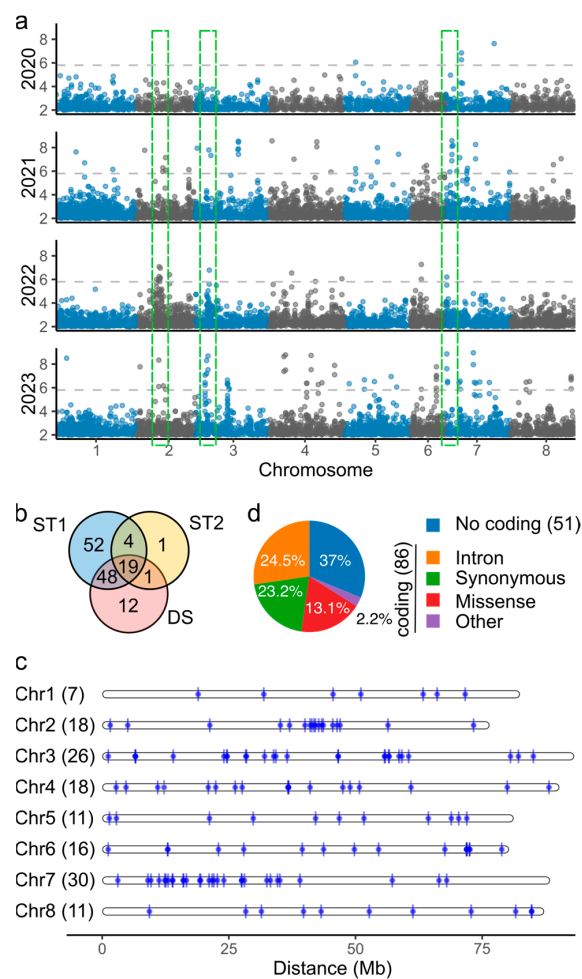 a
2020
8
6
4
2
2021
8
6
4
2
2022
8
6
4
2
2023
8
6
4
2
1 2 3 4 5 6 7 8
Chromosome
b
ST1
ST2
52 4 1
19
48 1
12
DS
d
37%
24.5%
23.2%
13.1%
2.2%
No coding (51)
coding (86)
Intron
Synonymous
Missense
Other
c
Chr1 (7)
Chr2 (18)
Chr3 (26)
Chr4 (18)
Chr5 (11)
Chr6 (16)
Chr7 (30)
Chr8 (11)
0 25 50 75
Distance (Mb)